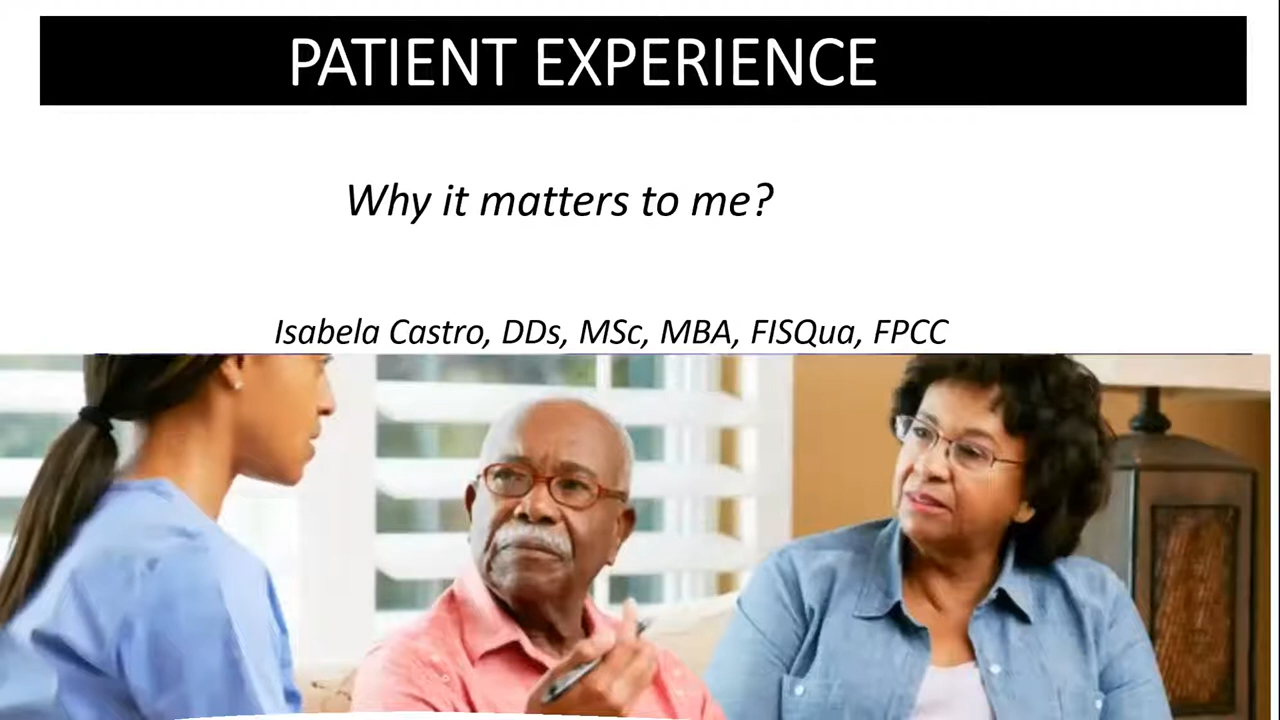 PATIENT EXPERIENCE
Why it matters to me?
Isabela Castro, DDs, MSc, MBA, FISQua, FPCC